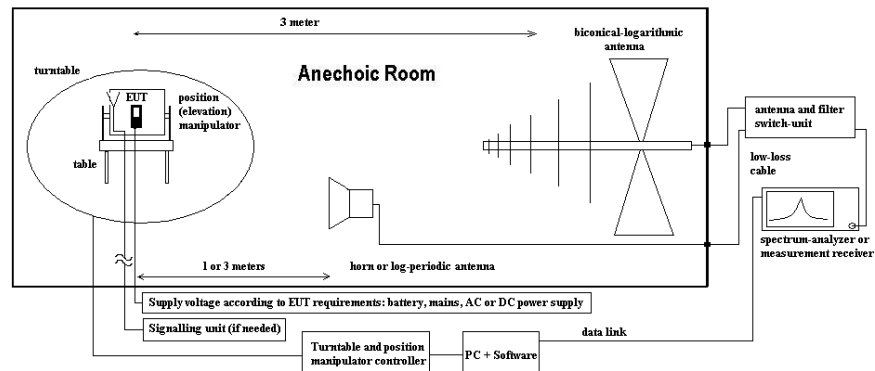 3 meter
biconical-logarithmic
antenna
turntable
Anechoic Room
EUT
position
(elevation)
manipulator
antenna and filter
switch-unit
table
low-loss
cable
spectrum-analyzer or
measurement receiver
1 or 3 meters
horn or log-periodic antenna
Supply voltage according to EUT requirements: battery, mains, AC or DC power supply
Signalling unit (if needed)
data link
Turntable and position
manipulator controller
PC + Software